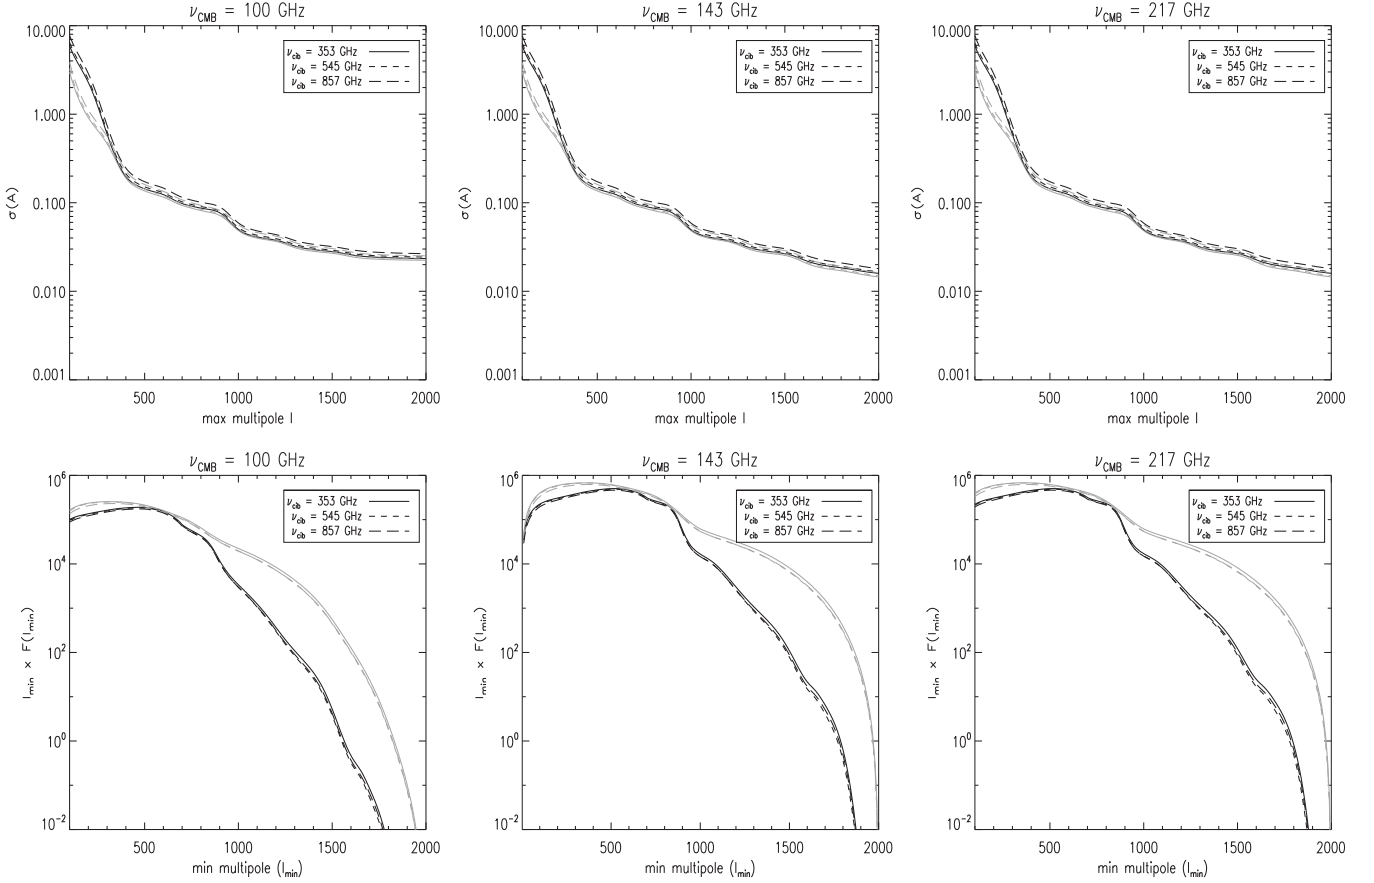 ν_CMB = 100 GHz
10.000
1.000
0.100
0.010
0.001
σ(A)
ν_cib = 353 GHz
ν_cib = 545 GHz
ν_cib = 857 GHz
500 1000 1500 2000
max multipole l
ν_CMB = 143 GHz
10.000
1.000
0.100
0.010
0.001
σ(A)
ν_cib = 353 GHz
ν_cib = 545 GHz
ν_cib = 857 GHz
500 1000 1500 2000
max multipole l
ν_CMB = 217 GHz
10.000
1.000
0.100
0.010
0.001
σ(A)
ν_cib = 353 GHz
ν_cib = 545 GHz
ν_cib = 857 GHz
500 1000 1500 2000
max multipole l
ν_CMB = 100 GHz
10^6
10^4
10^2
10^0
10^-2
l_min × F(l_min)
ν_cib = 353 GHz
ν_cib = 545 GHz
ν_cib = 857 GHz
500 1000 1500 2000
min multipole (l_min)
ν_CMB = 143 GHz
10^6
10^4
10^2
10^0
10^-2
l_min × F(l_min)
ν_cib = 353 GHz
ν_cib = 545 GHz
ν_cib = 857 GHz
500 1000 1500 2000
min multipole (l_min)
ν_CMB = 217 GHz
10^6
10^4
10^2
10^0
10^-2
l_min × F(l_min)
ν_cib = 353 GHz
ν_cib = 545 GHz
ν_cib = 857 GHz
500 1000 1500 2000
min multipole (l_min)